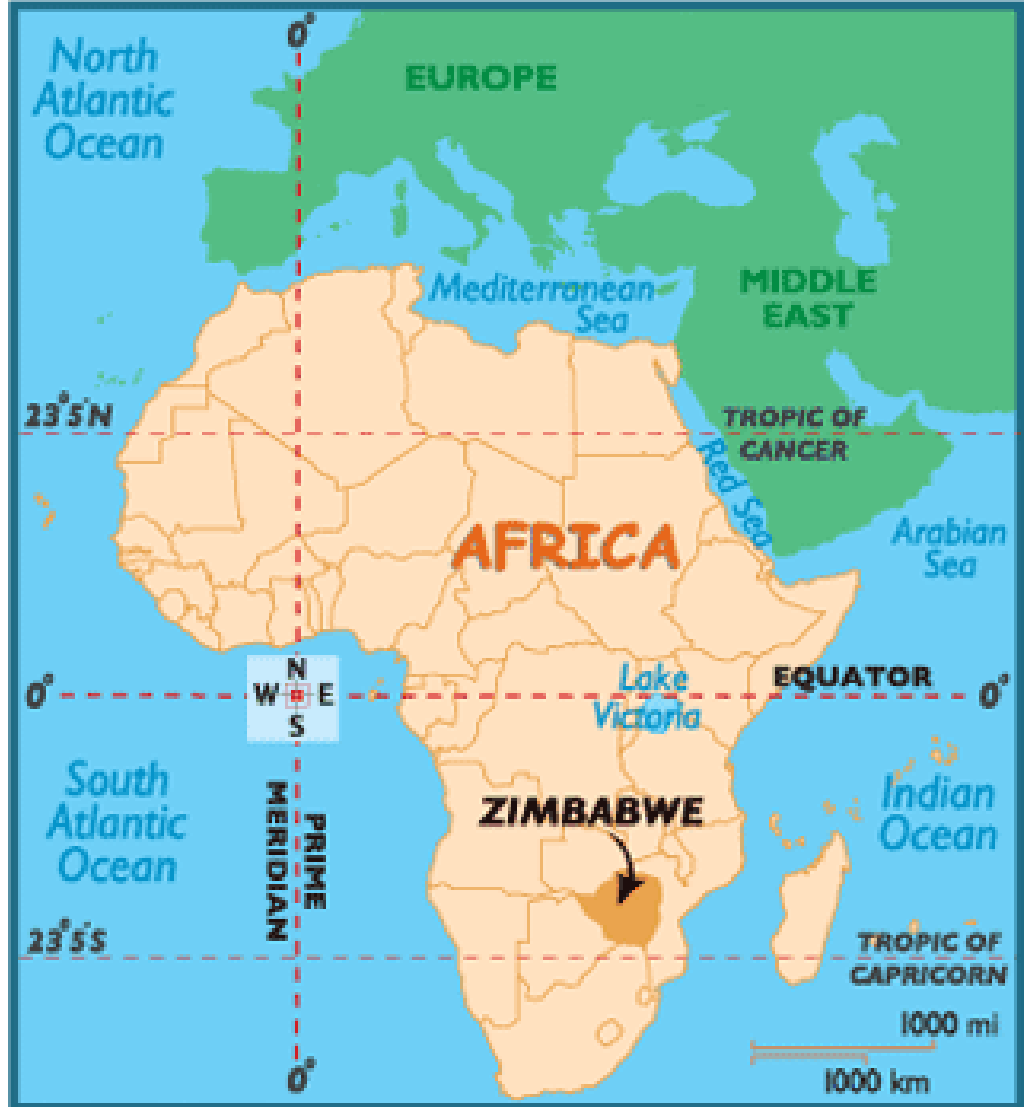 0°
North
Atlantic
Ocean
EUROPE
Mediterranean
Sea
MIDDLE
EAST
23°5'N
TROPIC OF
CANCER
Red Sea
AFRICA
Arabian
Sea
N
W E
S
0°
Lake
Victoria
EQUATOR
0°
South
Atlantic
Ocean
PRIME
MERIDIAN
ZIMBABWE
Indian
Ocean
23°5'S
TROPIC OF
CAPRICORN
1000 mi
1000 km
0°